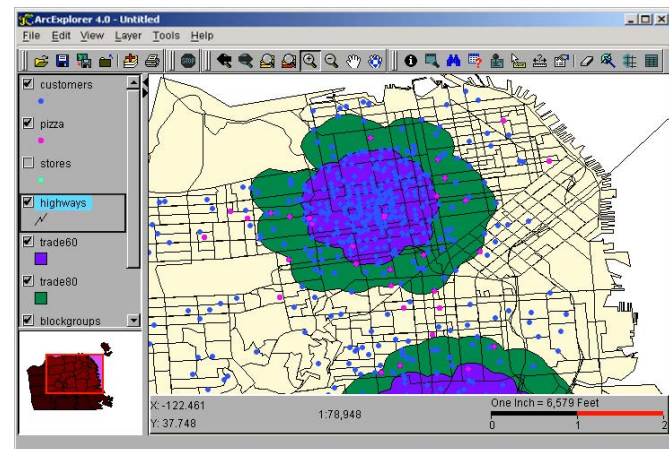 ArcExplorer 4.0 - Untitled
File Edit View Layer Tools Help
STOP
customers
pizza
stores
highways
trade60
trade80
blockgroups
X: -122.461
Y: 37.748
1:78,948
One Inch = 6,579 Feet
0 1 2